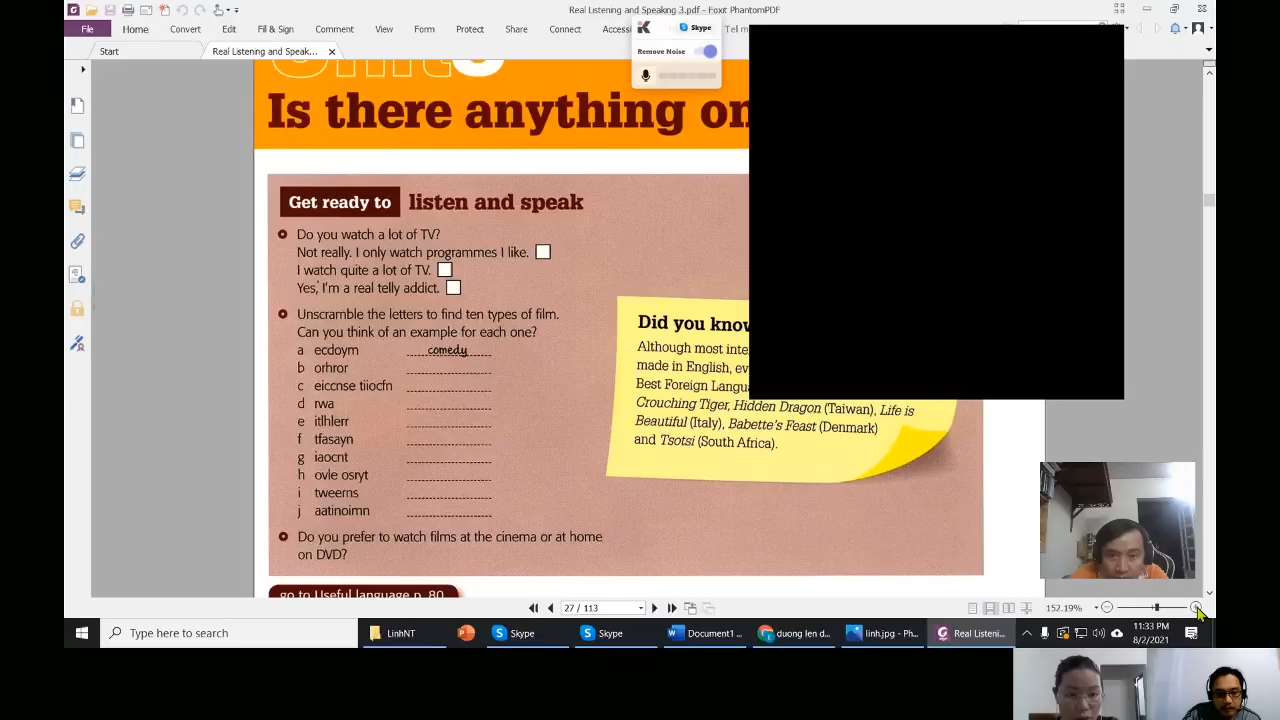 Real Listening and Speaking 3.pdf - Foxit PhantomPDF
File Home Convert Edit Fill & Sign Comment View Form Protect Share Connect Tell m
Skype
Remove Noise
Start Real Listening and Speak...
Is there anything on
Get ready to listen and speak
Do you watch a lot of TV?
Not really. I only watch programmes I like.
I watch quite a lot of TV.
Yes, I'm a real telly addict.
Unscramble the letters to find ten types of film.
Can you think of an example for each one?
a ecdoym comedy
b orhror
c eiccnse tiiocfn
d rwa
e itlhlerr
f tfasayn
g iaocnt
h ovle osryt
i tweerns
j aatinoimn
Do you prefer to watch films at the cinema or at home
on DVD?
go to Useful language p. 80
Did you know
Although most inte
made in English, ev
Best Foreign Langua
Crouching Tiger, Hidden Dragon (Taiwan), Life is
Beautiful (Italy), Babette's Feast (Denmark)
and Tsotsi (South Africa).
27 / 113
152.19%
Type here to search
LinhNT
Skype
Skype
Document1 ...
duong len d...
linh.jpg - Ph...
Real Listeni...
11:33 PM
8/2/2021